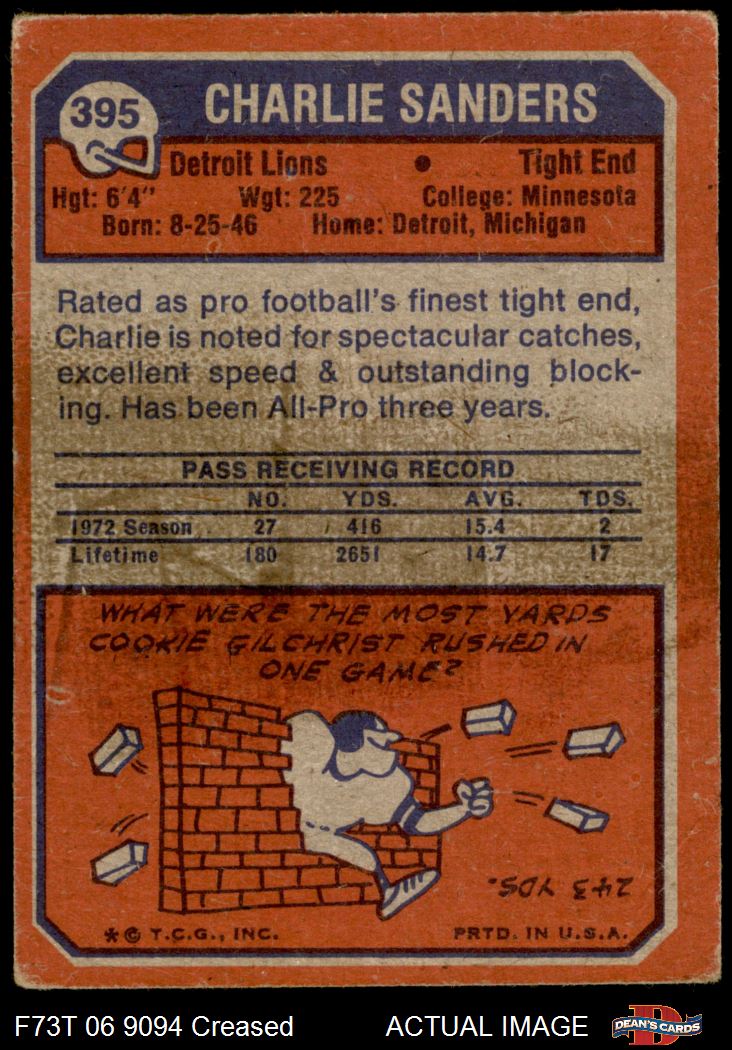 395
CHARLIE SANDERS
Detroit Lions • Tight End
Hgt: 6'4" Wgt: 225 College: Minnesota
Born: 8-25-46 Home: Detroit, Michigan
Rated as pro football's finest tight end,
Charlie is noted for spectacular catches,
excellent speed & outstanding block-
ing. Has been All-Pro three years.
PASS RECEIVING RECORD
NO. YDS. AVG. TDS.
1972 Season 27 416 15.4 2
Lifetime 180 2651 14.7 17
WHAT WERE THE MOST YARDS
COOKIE GILCHRIST RUSHED IN
ONE GAME?
243 YDS.
* © T.C.G., INC. PRTD. IN U.S.A.
F73T 06 9094 Creased ACTUAL IMAGE
D
DEAN'S CARDS